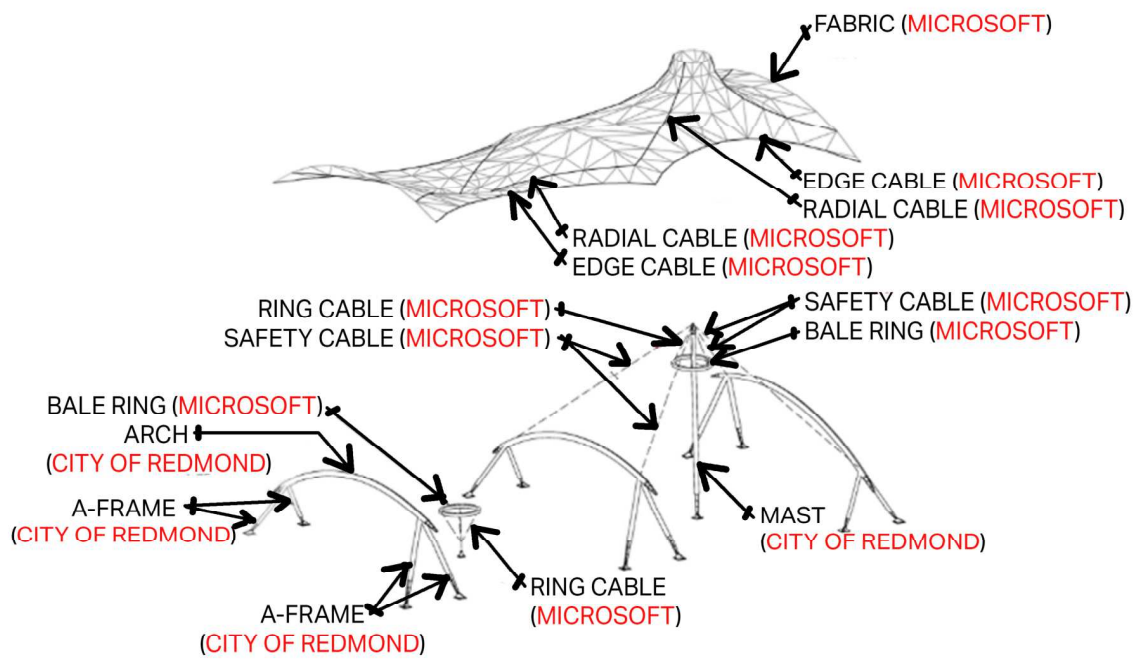 FABRIC (MICROSOFT)
EDGE CABLE (MICROSOFT)
RADIAL CABLE (MICROSOFT)
RADIAL CABLE (MICROSOFT)
EDGE CABLE (MICROSOFT)
RING CABLE (MICROSOFT)
SAFETY CABLE (MICROSOFT)
SAFETY CABLE (MICROSOFT)
BALE RING (MICROSOFT)
BALE RING (MICROSOFT)
ARCH
(CITY OF REDMOND)
A-FRAME
(CITY OF REDMOND)
MAST
(CITY OF REDMOND)
RING CABLE
(MICROSOFT)
A-FRAME
(CITY OF REDMOND)